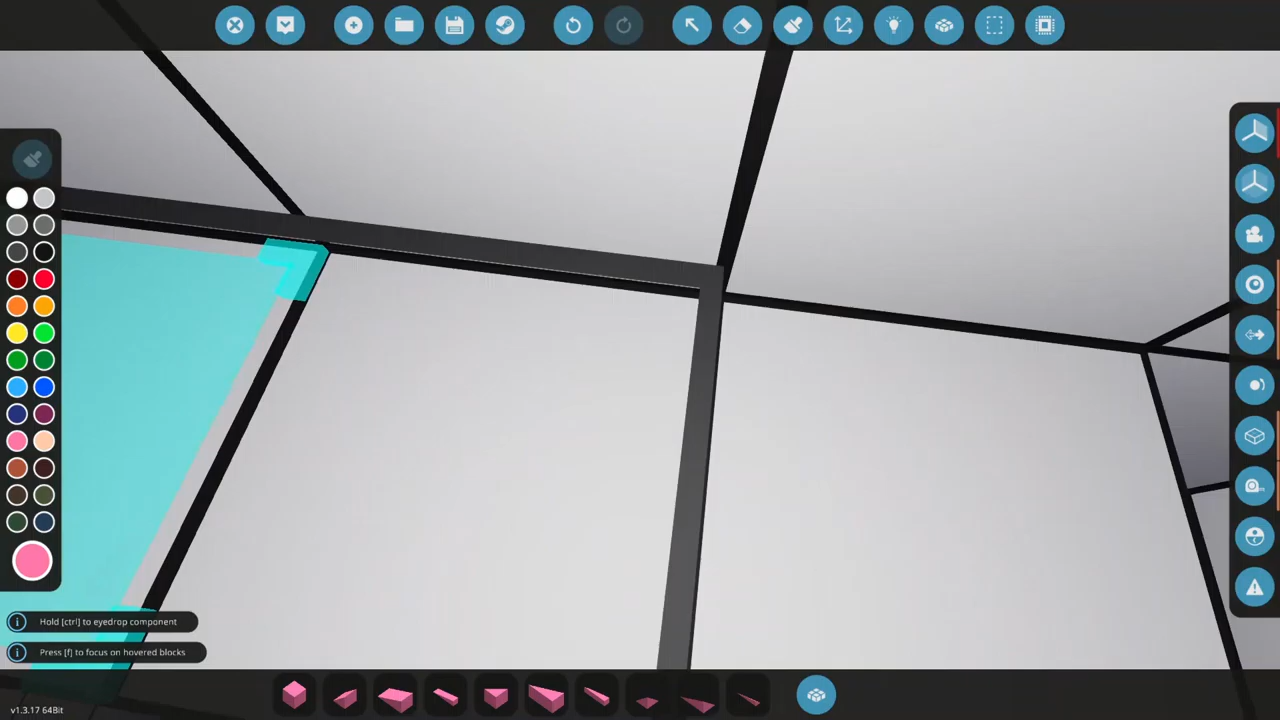 Hold [ctrl] to eyedrop component
Press [f] to focus on hovered blocks
v1.3.17 64Bit